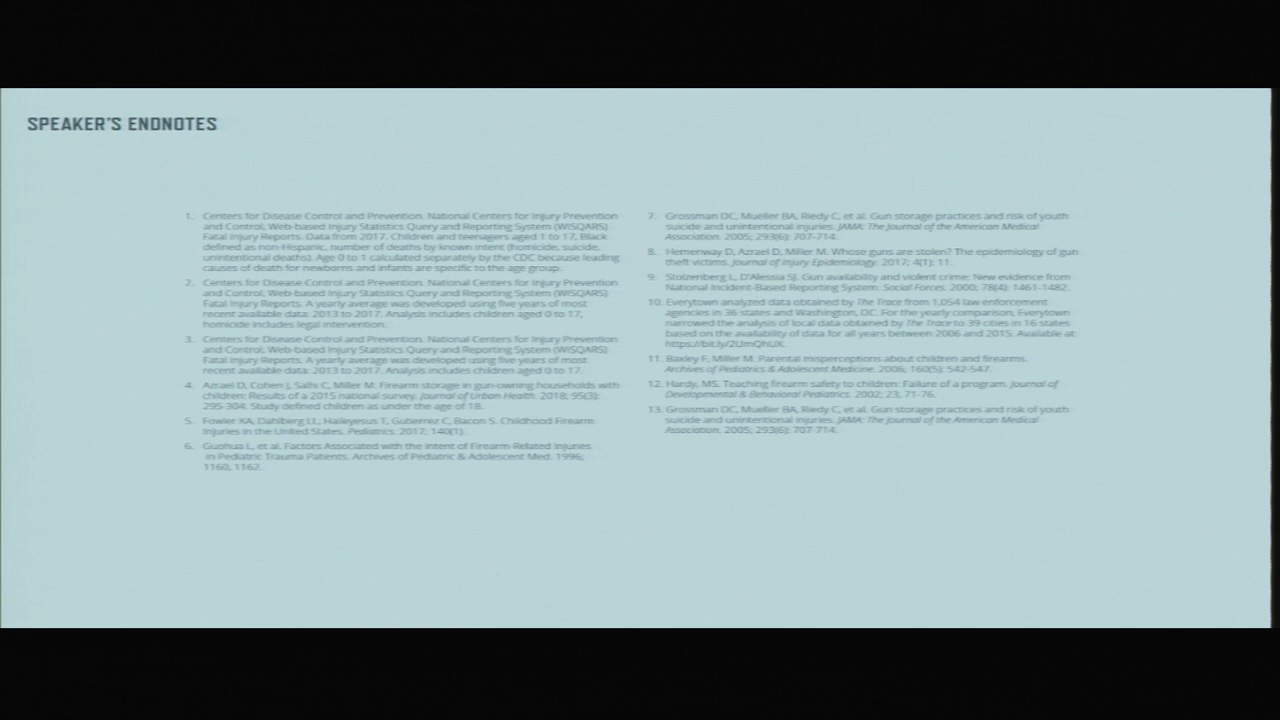 SPEAKER'S ENDNOTES
1. Centers for Disease Control and Prevention. National Centers for Injury Prevention
and Control, Web-based Injury Statistics Query and Reporting System (WISQARS)
Fatal Injury Reports. Data from 2017. Children and teenagers aged 1 to 17, Black
defined as non-Hispanic, number of deaths by known intent (homicide, suicide,
unintentional deaths). Age 0 to 1 calculated separately by the CDC because leading
causes of death for newborns and infants are specific to the age group.
2. Centers for Disease Control and Prevention. National Centers for Injury Prevention
and Control, Web-based Injury Statistics Query and Reporting System (WISQARS)
Fatal Injury Reports. A yearly average was developed using five years of most
recent available data: 2013 to 2017. Analysis includes children aged 0 to 17,
homicide includes legal intervention.
3. Centers for Disease Control and Prevention. National Centers for Injury Prevention
and Control, Web-based Injury Statistics Query and Reporting System (WISQARS)
Fatal Injury Reports. A yearly average was developed using five years of most
recent available data: 2013 to 2017. Analysis includes children aged 0 to 17.
4. Azrael D, Cohen J, Salhi C, Miller M. Firearm storage in gun-owning households with
children: Results of a 2015 national survey. Journal of Urban Health. 2018; 95(3):
295-304. Study defined children as under the age of 18.
5. Fowler KA, Dahlberg LL, Haileyesus T, Gutierrez C, Bacon S. Childhood Firearm
Injuries in the United States. Pediatrics. 2017; 140(1).
6. Guohua L, et al. Factors Associated with the Intent of Firearm-Related Injuries
in Pediatric Trauma Patients. Archives of Pediatric & Adolescent Med. 1996;
1160, 1162.
7. Grossman DC, Mueller BA, Riedy C, et al. Gun storage practices and risk of youth
suicide and unintentional injuries. JAMA: The Journal of the American Medical
Association. 2005; 293(6): 707-714.
8. Hemenway D, Azrael D, Miller M. Whose guns are stolen? The epidemiology of gun
theft victims. Journal of Injury Epidemiology. 2017; 4(1): 11.
9. Stolzenberg L, D'Alessia SJ. Gun availability and violent crime: New evidence from
National Incident-Based Reporting System. Social Forces. 2000; 78(4): 1461-1482.
10. Everytown analyzed data obtained by The Trace from 1,054 law enforcement
agencies in 36 states and Washington, DC. For the yearly comparison, Everytown
narrowed the analysis of local data obtained by The Trace to 39 cities in 16 states
based on the availability of data for all years between 2006 and 2015. Available at:
https://bit.ly/2UmQhUX.
11. Baxley F, Miller M. Parental misperceptions about children and firearms.
Archives of Pediatrics & Adolescent Medicine. 2006; 160(5): 542-547.
12. Hardy, MS. Teaching firearm safety to children: Failure of a program. Journal of
Developmental & Behavioral Pediatrics. 2002; 23, 71-76.
13. Grossman DC, Mueller BA, Riedy C, et al. Gun storage practices and risk of youth
suicide and unintentional injuries. JAMA: The Journal of the American Medical
Association. 2005; 293(6): 707-714.